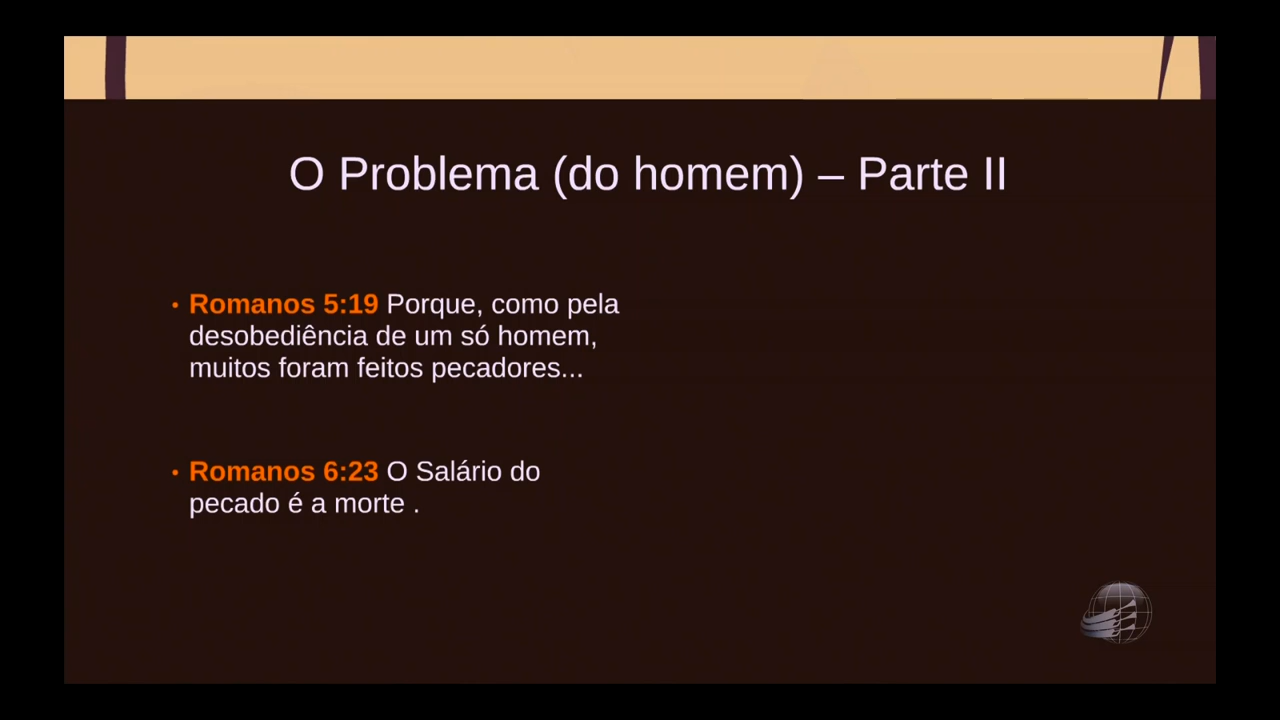 O Problema (do homem) – Parte II
• Romanos 5:19 Porque, como pela
desobediência de um só homem,
muitos foram feitos pecadores...
• Romanos 6:23 O Salário do
pecado é a morte .